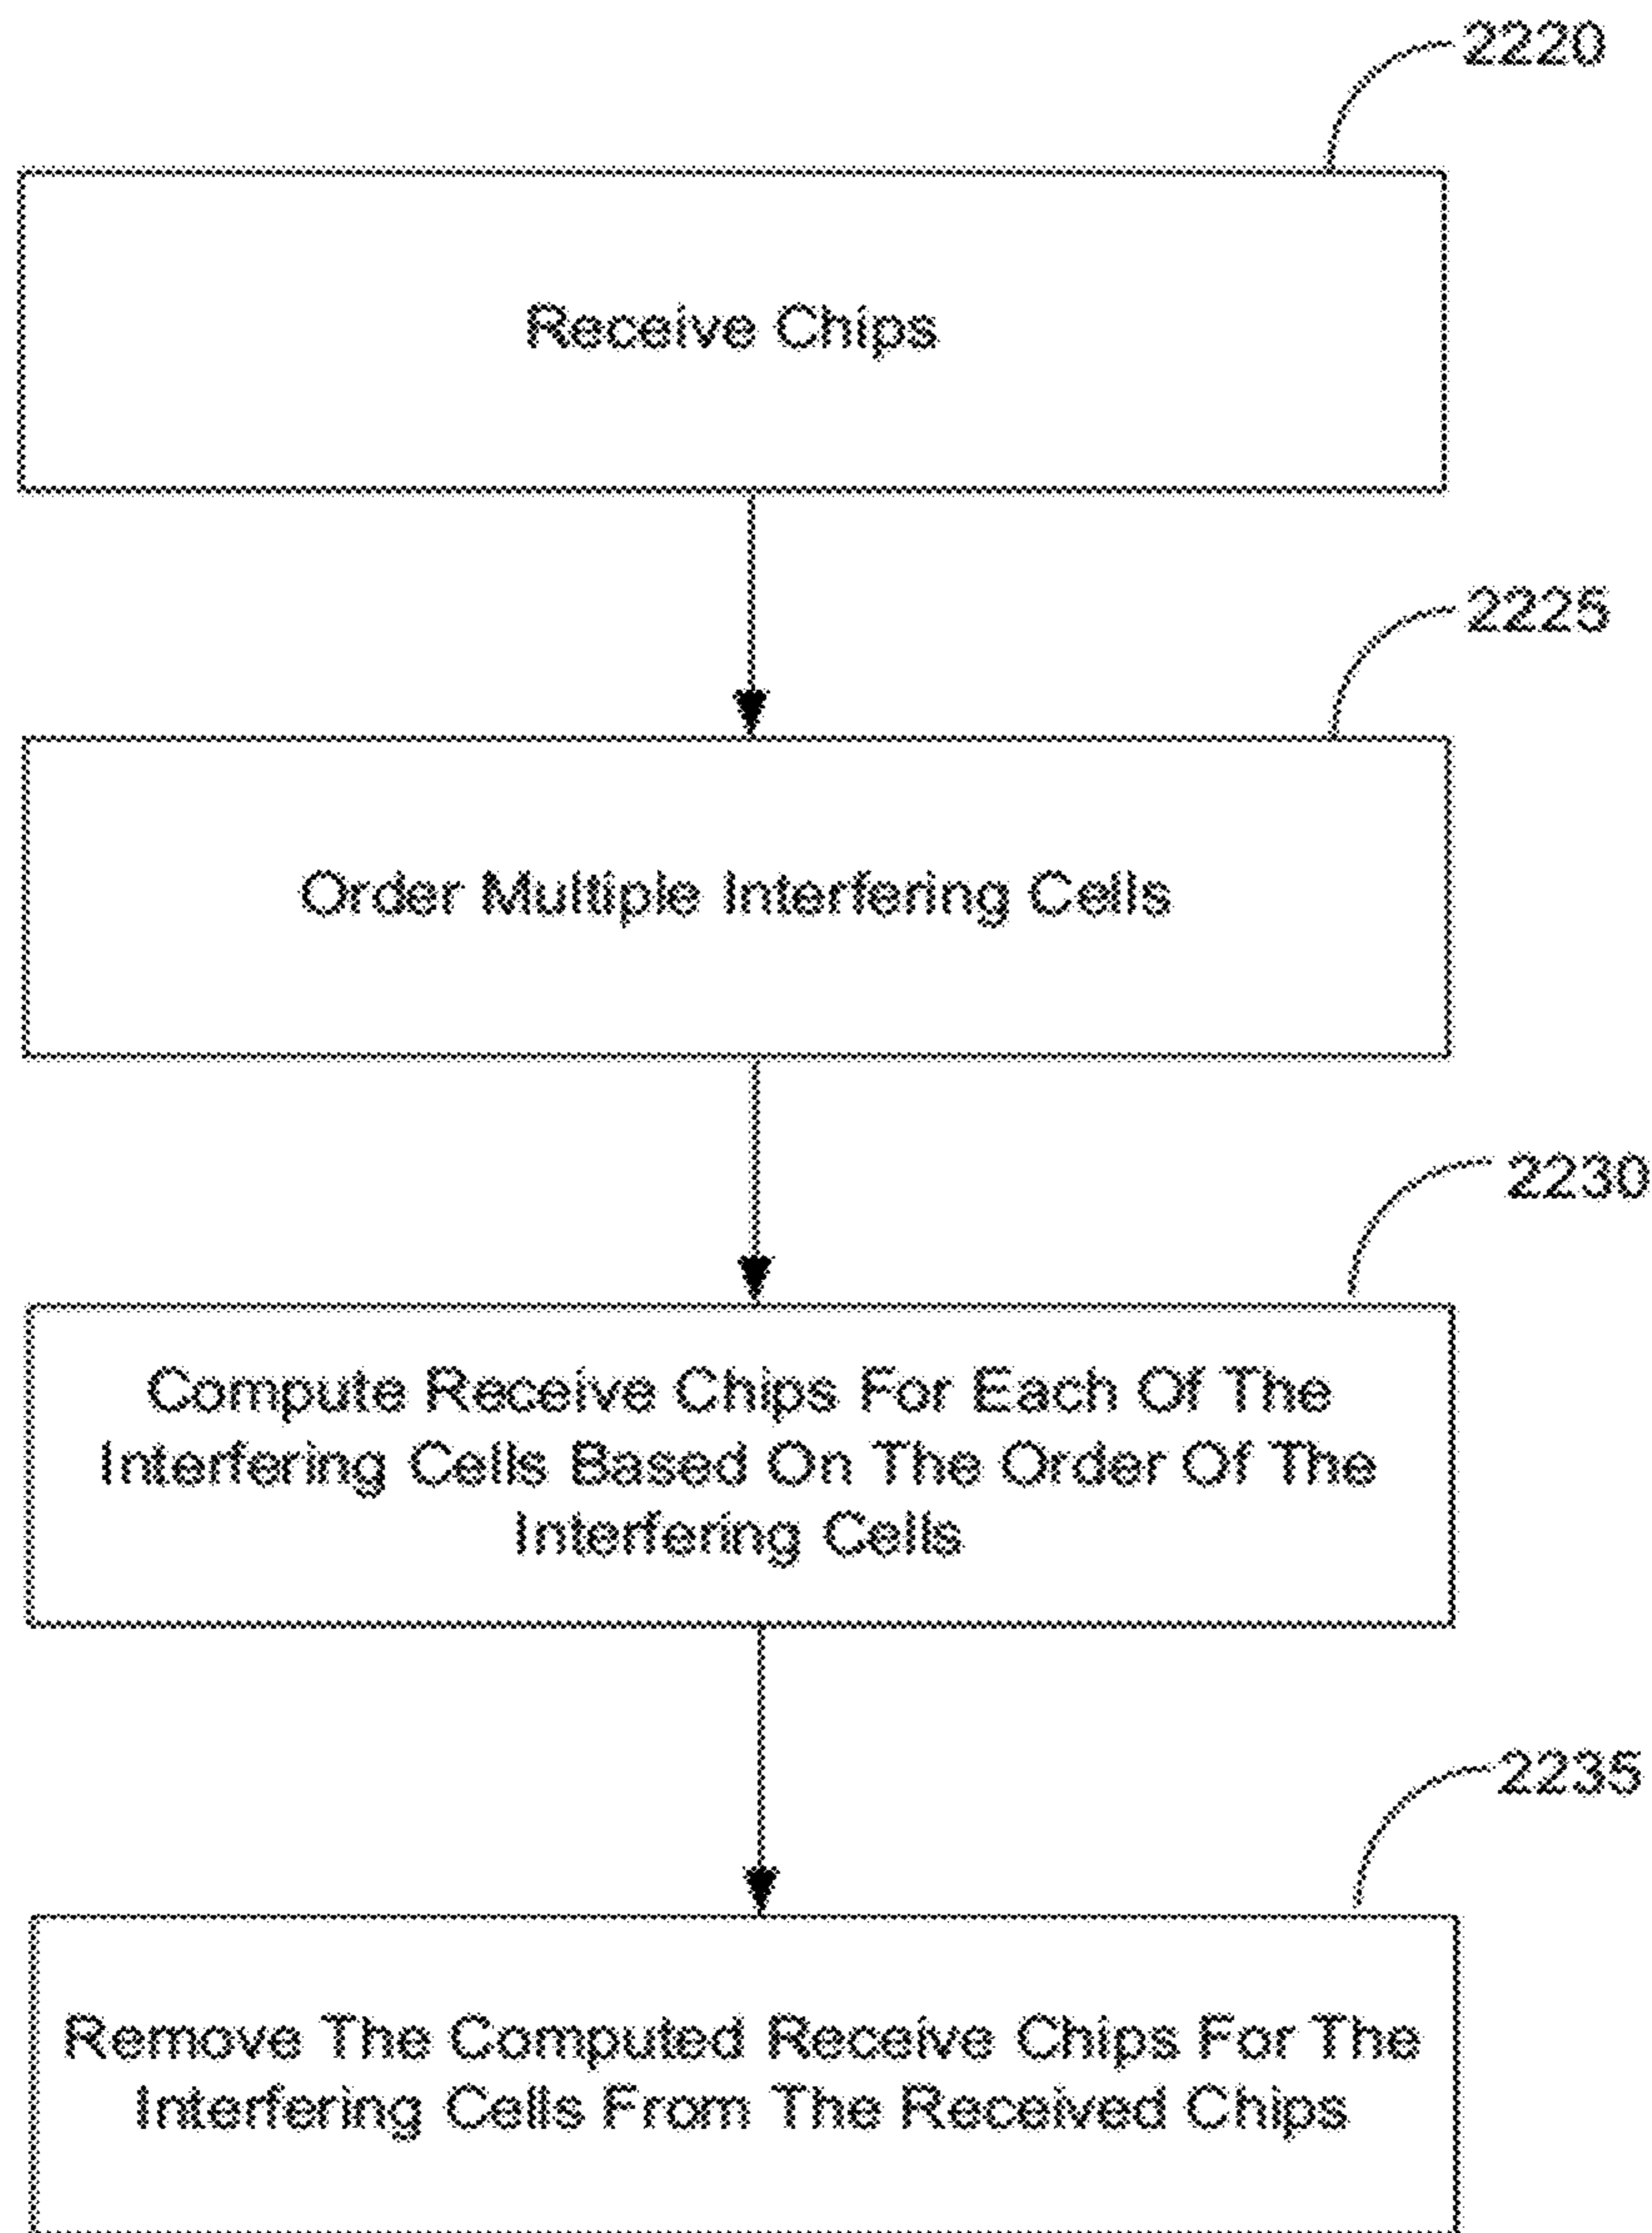 2220
Receive Chips
2225
Order Multiple Interfering Cells
2230
Compute Receive Chips For Each Of The
Interfering Cells Based On The Order Of The
Interfering Cells
2235
Remove The Computed Receive Chips For The
Interfering Cells From The Received Chips